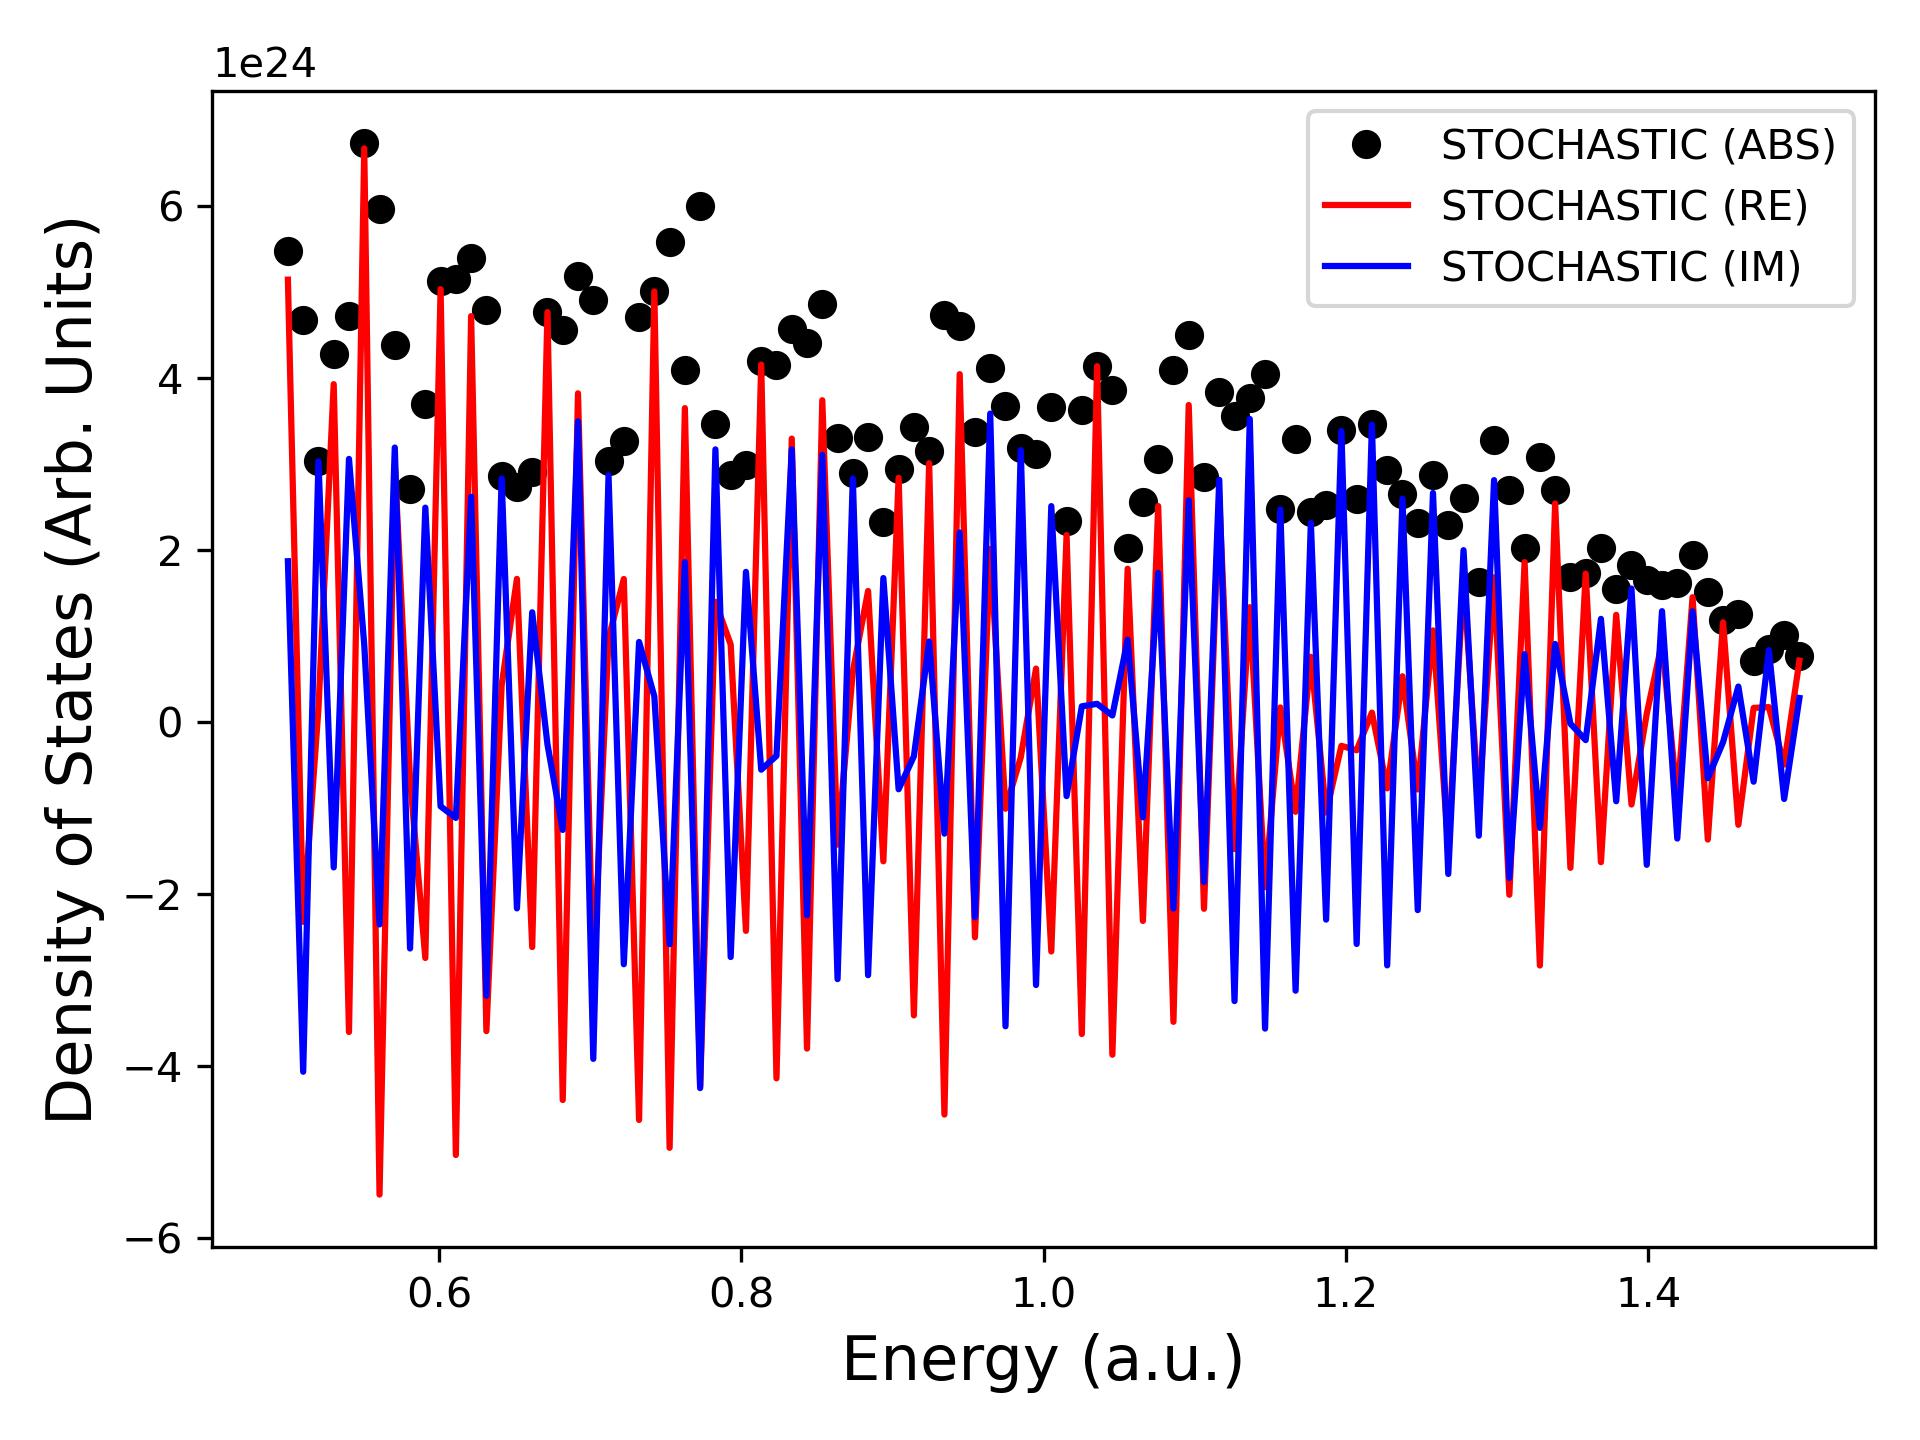 1e24
STOCHASTIC (ABS)
STOCHASTIC (RE)
STOCHASTIC (IM)
Density of States (Arb. Units)
6
4
2
0
−2
−4
−6
0.6 0.8 1.0 1.2 1.4
Energy (a.u.)